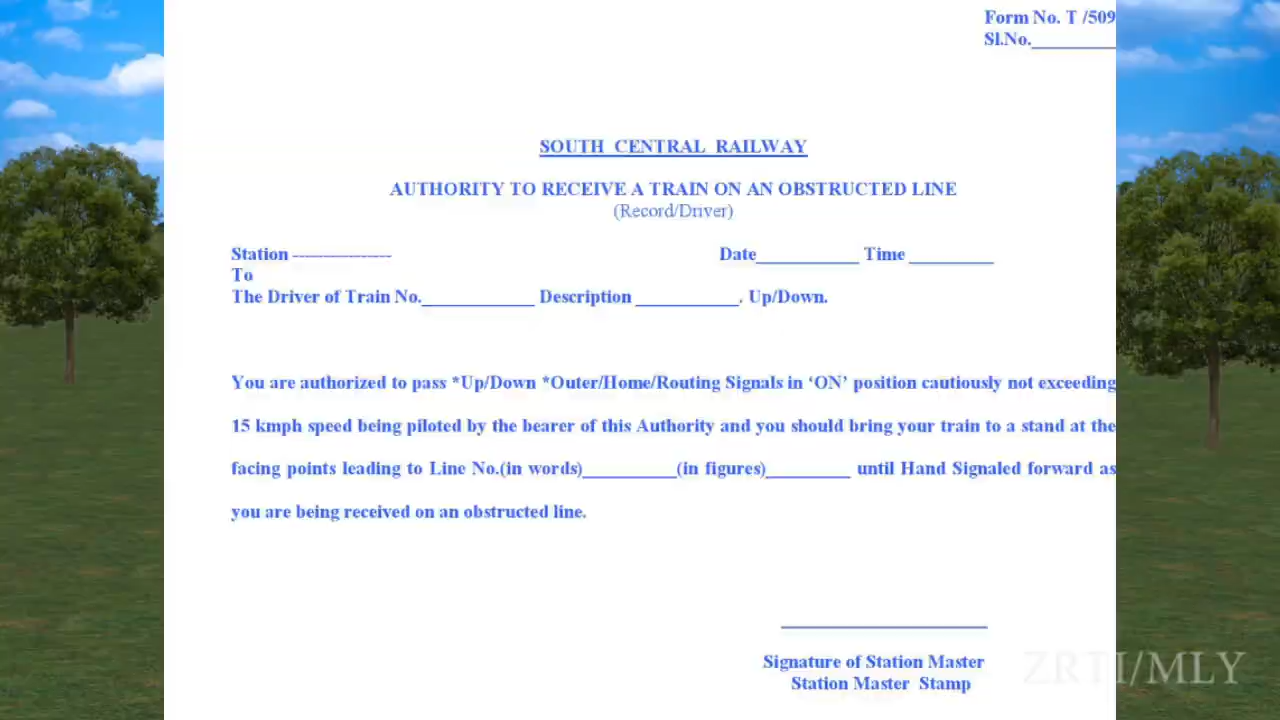 Form No. T /509
Sl.No.__________
SOUTH CENTRAL RAILWAY
AUTHORITY TO RECEIVE A TRAIN ON AN OBSTRUCTED LINE
(Record/Driver)
Station ---------------- Date___________ Time _________
To
The Driver of Train No.____________ Description ___________. Up/Down.
You are authorized to pass *Up/Down *Outer/Home/Routing Signals in ‘ON’ position cautiously not exceeding
15 kmph speed being piloted by the bearer of this Authority and you should bring your train to a stand at the
facing points leading to Line No.(in words)__________(in figures)_________ until Hand Signaled forward as
you are being received on an obstructed line.
______________________
Signature of Station Master
Station Master Stamp
ZRTI/MLY